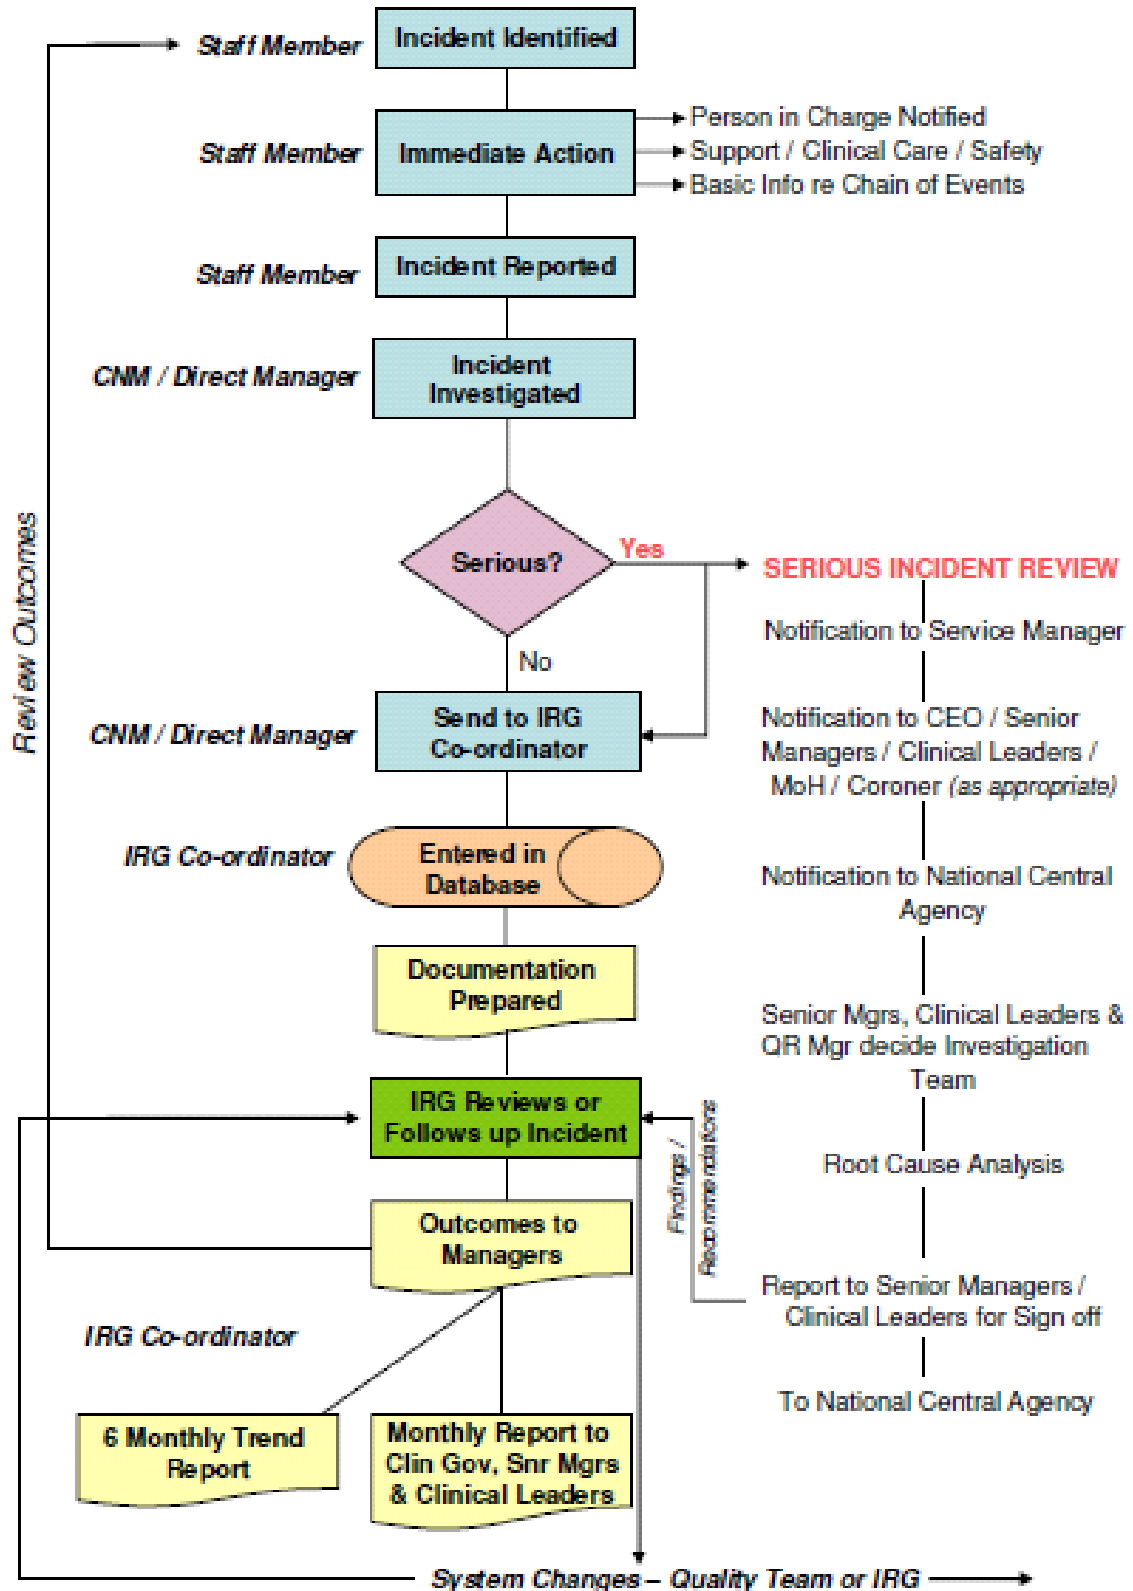 Staff Member
Incident Identified
Staff Member
Immediate Action
Person in Charge Notified
Support / Clinical Care / Safety
Basic Info re Chain of Events
Staff Member
Incident Reported
CNM / Direct Manager
Incident
Investigated
Review Outcomes
Serious?
Yes
No
SERIOUS INCIDENT REVIEW
Notification to Service Manager
CNM / Direct Manager
Send to IRG
Co-ordinator
Notification to CEO / Senior
Managers / Clinical Leaders /
MoH / Coroner (as appropriate)
IRG Co-ordinator
Entered in
Database
Notification to National Central
Agency
Documentation
Prepared
Senior Mgrs, Clinical Leaders &
QR Mgr decide Investigation
Team
IRG Reviews or
Follows up Incident
Findings /
Recommendations
Root Cause Analysis
Outcomes to
Managers
Report to Senior Managers /
Clinical Leaders for Sign off
IRG Co-ordinator
To National Central Agency
6 Monthly Trend
Report
Monthly Report to
Clin Gov, Snr Mgrs
& Clinical Leaders
System Changes – Quality Team or IRG